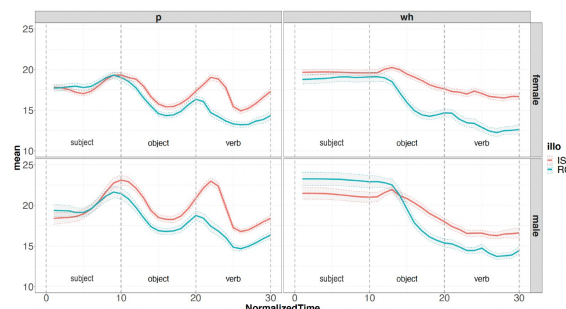 p wh
25
20
15
10
subject object verb subject object verb
female
mean
illo
IS
25
20
15
10
subject object verb subject object verb
male
0 10 20 30 0 10 20 30
NormalizedTime